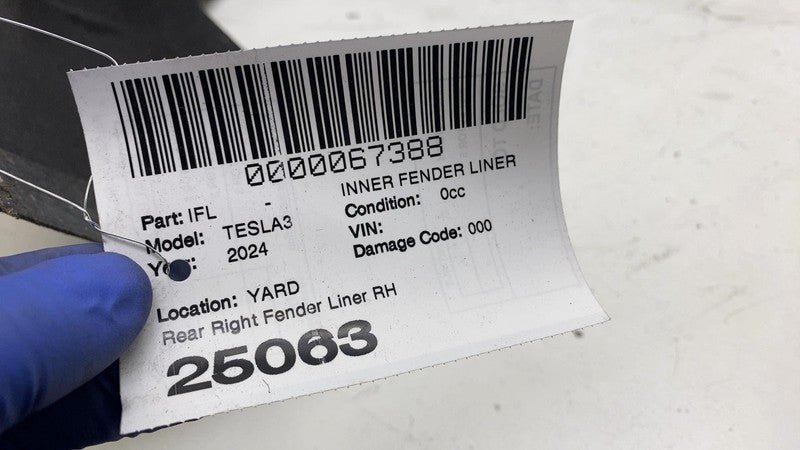 0000067388
Part: IFL - INNER FENDER LINER
Model: TESLA3 Condition: 0cc
2024 VIN:
Damage Code: 000
Location: YARD
Rear Right Fender Liner RH
25063
DATE: